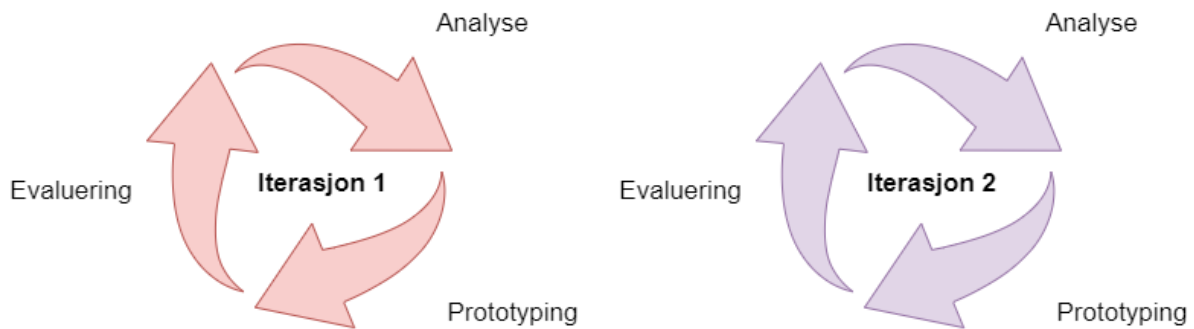 Analyse
Iterasjon 1
Evaluering
Prototyping
Analyse
Iterasjon 2
Evaluering
Prototyping